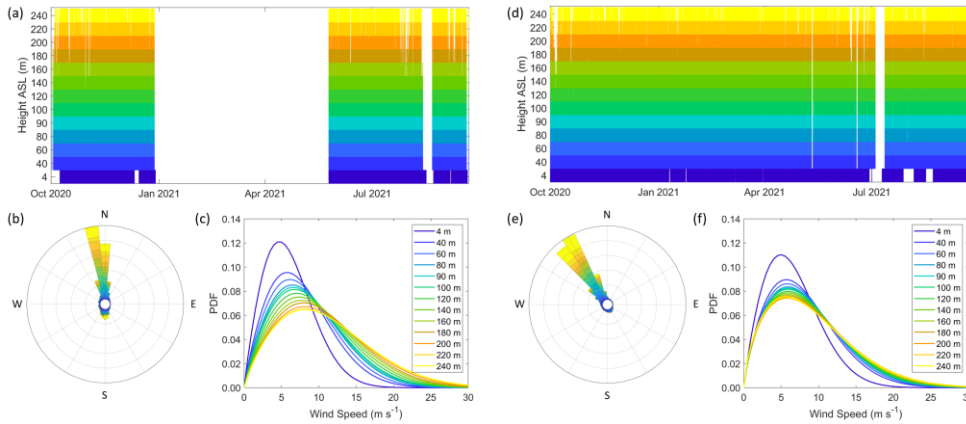 (a)
Height ASL (m)
240
220
200
180
160
140
120
100
90
80
60
40
4
Oct 2020 Jan 2021 Apr 2021 Jul 2021
(d)
Height ASL (m)
240
220
200
180
160
140
120
100
90
80
60
40
4
Oct 2020 Jan 2021 Apr 2021 Jul 2021
(b)
N
W E
S
(c)
PDF
0.14
0.12
0.10
0.08
0.06
0.04
0.02
0.00
0 5 10 15 20 25 30
Wind Speed (m s⁻¹)
4 m
40 m
60 m
80 m
90 m
100 m
120 m
140 m
160 m
180 m
200 m
220 m
240 m
(e)
N
W E
S
(f)
PDF
0.14
0.12
0.10
0.08
0.06
0.04
0.02
0.00
0 5 10 15 20 25 30
Wind Speed (m s⁻¹)
4 m
40 m
60 m
80 m
90 m
100 m
120 m
140 m
160 m
180 m
200 m
220 m
240 m